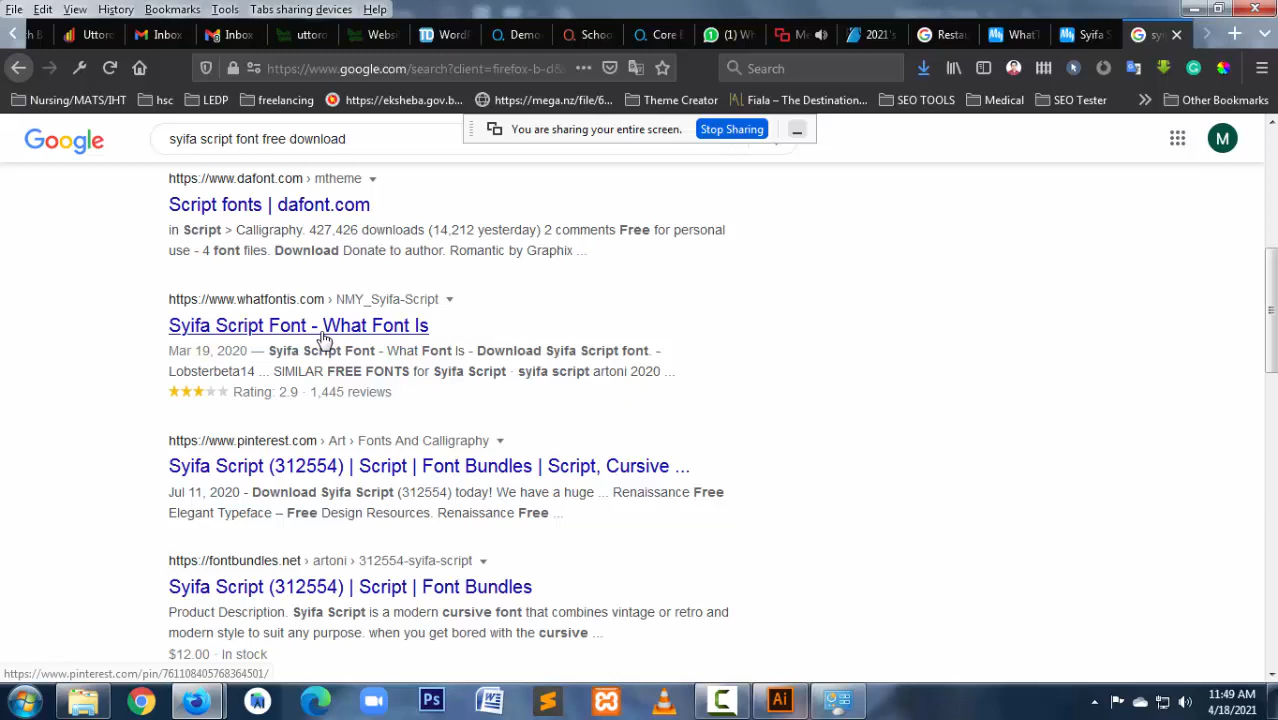 File Edit View History Bookmarks Tools Tabs sharing devices Help
Uttoro Inbox Inbox uttoro Webs WordP Demo Schoo Core (1) W Me 2021's Restau WhatT Syifa S
https://www.google.com/search?client=firefox-b-d& Search
Nursing/MATS/IHT hsc LEDP freelancing https://eksheba.gov.b... https://mega.nz/file/6... Theme Creator Fiala – The Destination... SEO TOOLS Medical SEO Tester Other Bookmarks
You are sharing your entire screen. Stop Sharing
Google syifa script font free download M
https://www.dafont.com › mtheme
Script fonts | dafont.com
in Script > Calligraphy. 427,426 downloads (14,212 yesterday) 2 comments Free for personal
use - 4 font files. Download Donate to author. Romantic by Graphix ...
https://www.whatfontis.com › NMY_Syifa-Script
Syifa Script Font - What Font Is
Mar 19, 2020 — Syifa Script Font - What Font Is - Download Syifa Script font. -
Lobsterbeta14 ... SIMILAR FREE FONTS for Syifa Script · syifa script artoni 2020 ...
Rating: 2.9 · 1,445 reviews
https://www.pinterest.com › Art › Fonts And Calligraphy
Syifa Script (312554) | Script | Font Bundles | Script, Cursive ...
Jul 11, 2020 - Download Syifa Script (312554) today! We have a huge ... Renaissance Free
Elegant Typeface – Free Design Resources. Renaissance Free ...
https://fontbundles.net › artoni › 312554-syifa-script
Syifa Script (312554) | Script | Font Bundles
Product Description. Syifa Script is a modern cursive font that combines vintage or retro and
modern style to suit any purpose. when you get bored with the cursive ...
$12.00 · In stock
https://www.pinterest.com/pin/761108405768364501/
Ps Ai
11:49 AM
4/18/2021